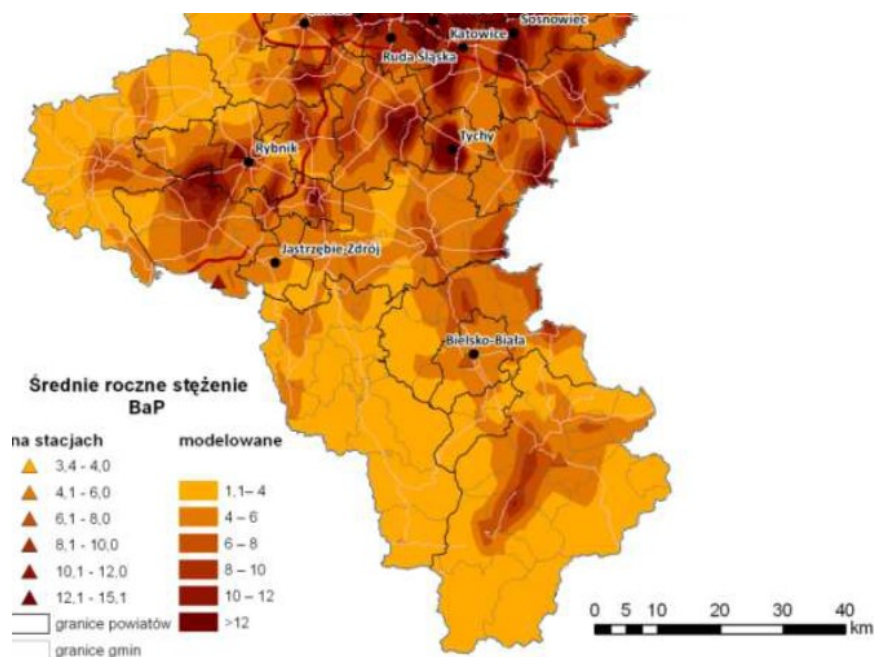 Sosnowiec
Katowice
Ruda Śląska
Tychy
Rybnik
Jastrzębie-Zdrój
Bielsko-Biała
Średnie roczne stężenie
BaP
na stacjach
modelowane
3,4 - 4,0
4,1 - 6,0
6,1 - 8,0
8,1 - 10,0
10,1 - 12,0
12,1 - 15,1
granice powiatów
granice gmin
1,1– 4
4 – 6
6 – 8
8 – 10
10 – 12
>12
0 5 10 20 30 40
km